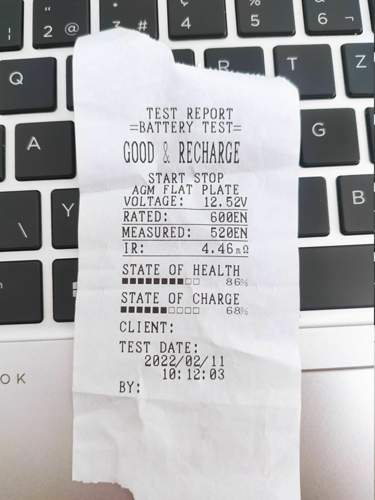 2 @
3 #
4
5
6 ¬
Q
R
T
Z
A
G
Y
B
OK
TEST REPORT
=BATTERY TEST=
GOOD & RECHARGE
START STOP
AGM FLAT PLATE
VOLTAGE: 12.52V
RATED: 600EN
MEASURED: 520EN
IR: 4.46mΩ
STATE OF HEALTH
86%
STATE OF CHARGE
68%
CLIENT:
TEST DATE:
2022/02/11
10:12:03
BY: